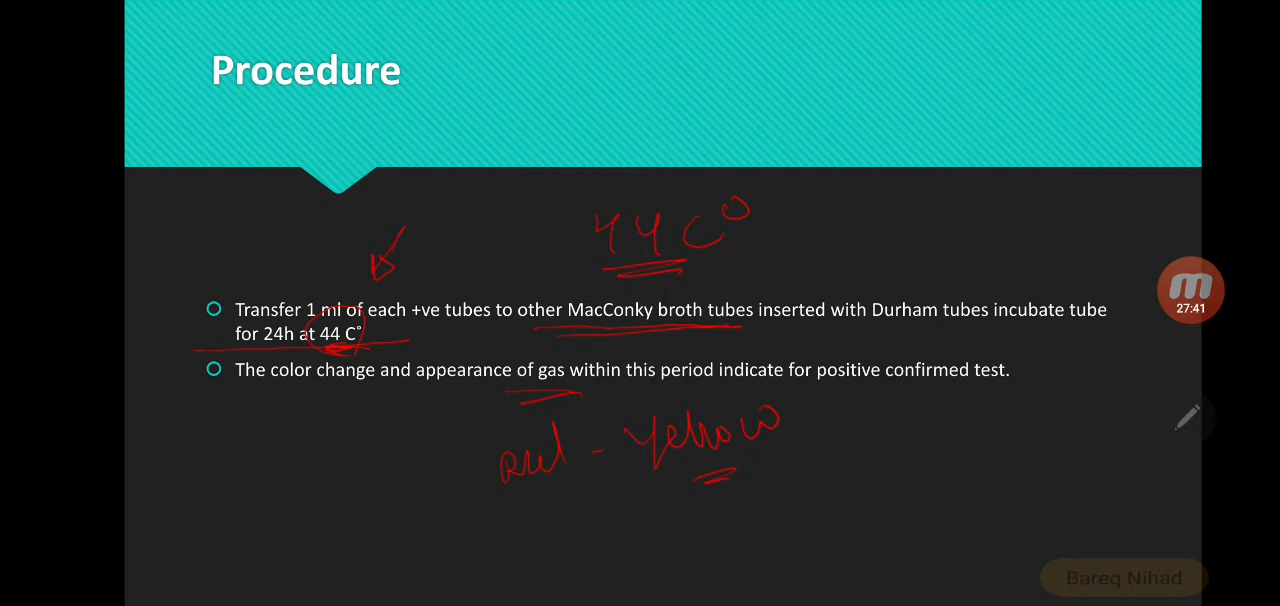 Procedure
44 C°
Transfer 1 ml of each +ve tubes to other MacConky broth tubes inserted with Durham tubes incubate tube
for 24h at 44 C°
The color change and appearance of gas within this period indicate for positive confirmed test.
Red - Yellow
27:41
Bareq Nihad